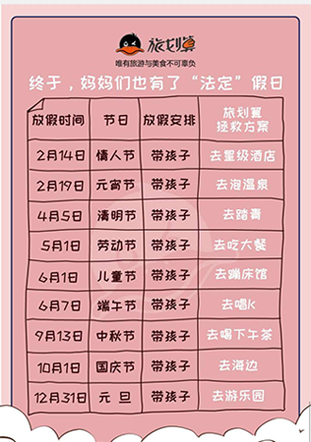 旅划算
唯有旅游与美食不可辜负
终于，妈妈们也有了“法定”假日
放假时间 节日 放假安排 旅划算拯救方案
2月14日 情人节 带孩子 去星级酒店
2月19日 元宵节 带孩子 去泡温泉
4月5日 清明节 带孩子 去踏青
5月1日 劳动节 带孩子 去吃大餐
6月1日 儿童节 带孩子 去蹦床馆
6月7日 端午节 带孩子 去唱K
9月13日 中秋节 带孩子 去喝下午茶
10月1日 国庆节 带孩子 去海边
12月31日 元旦 带孩子 去游乐园